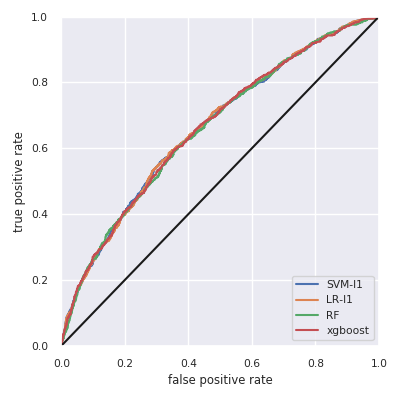 1.0
0.8
0.6
0.4
0.2
0.0
true positive rate
SVM-l1
LR-l1
RF
xgboost
0.0 0.2 0.4 0.6 0.8 1.0
false positive rate